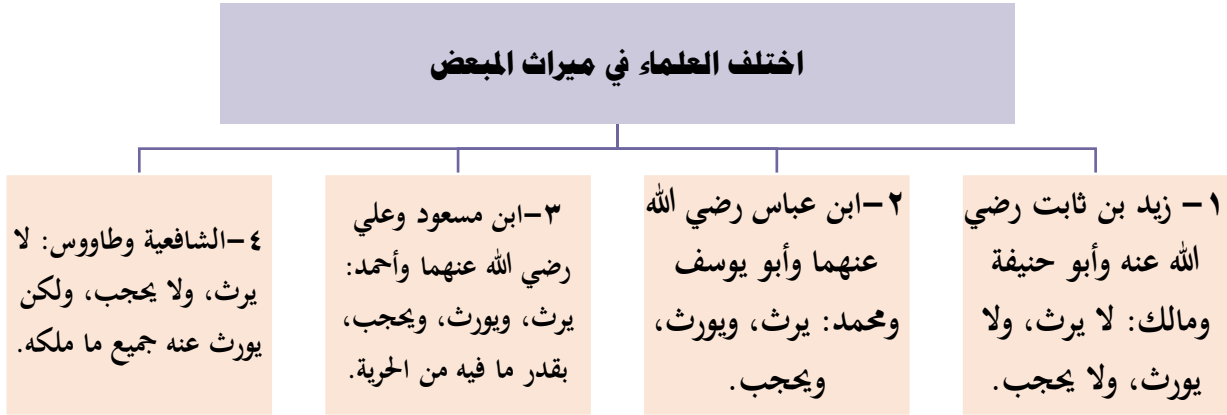 اختلف العلماء في ميراث المبعض
١ – زيد بن ثابت رضي
الله عنه وأبو حنيفة
ومالك: لا يرث، ولا
يورث، ولا يحجب.
٢ –ابن عباس رضي الله
عنهما وأبو يوسف
ومحمد: يرث، ويورث،
ويحجب.
٣ –ابن مسعود وعلي
رضي الله عنهما وأحمد:
يرث، ويورث، ويحجب،
بقدر ما فيه من الحرية.
٤ –الشافعية وطاووس: لا
يرث، ولا يحجب، ولكن
يورث عنه جميع ما ملكه.